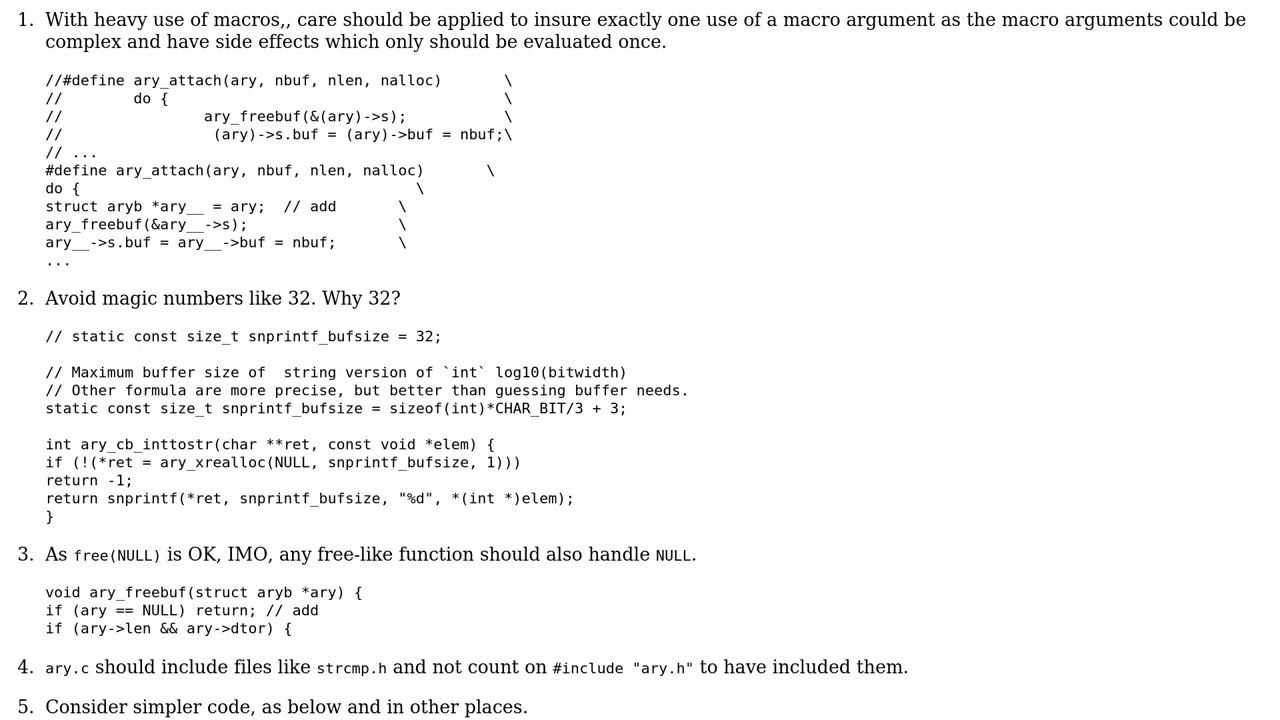 1. With heavy use of macros,, care should be applied to insure exactly one use of a macro argument as the macro arguments could be
complex and have side effects which only should be evaluated once.
//#define ary_attach(ary, nbuf, nlen, nalloc)       \
//        do {                                      \
//                ary_freebuf(&(ary)->s);           \
//                 (ary)->s.buf = (ary)->buf = nbuf;\
// ...
#define ary_attach(ary, nbuf, nlen, nalloc)       \
do {                                      \
struct aryb *ary__ = ary;  // add       \
ary_freebuf(&ary__->s);                 \
ary__->s.buf = ary__->buf = nbuf;       \
...
2. Avoid magic numbers like 32. Why 32?
// static const size_t snprintf_bufsize = 32;
// Maximum buffer size of  string version of `int` log10(bitwidth)
// Other formula are more precise, but better than guessing buffer needs.
static const size_t snprintf_bufsize = sizeof(int)*CHAR_BIT/3 + 3;
int ary_cb_inttostr(char **ret, const void *elem) {
if (!(*ret = ary_xrealloc(NULL, snprintf_bufsize, 1)))
return -1;
return snprintf(*ret, snprintf_bufsize, "%d", *(int *)elem);
}
3. As free(NULL) is OK, IMO, any free-like function should also handle NULL.
void ary_freebuf(struct aryb *ary) {
if (ary == NULL) return; // add
if (ary->len && ary->dtor) {
4. ary.c should include files like strcmp.h and not count on #include "ary.h" to have included them.
5. Consider simpler code, as below and in other places.